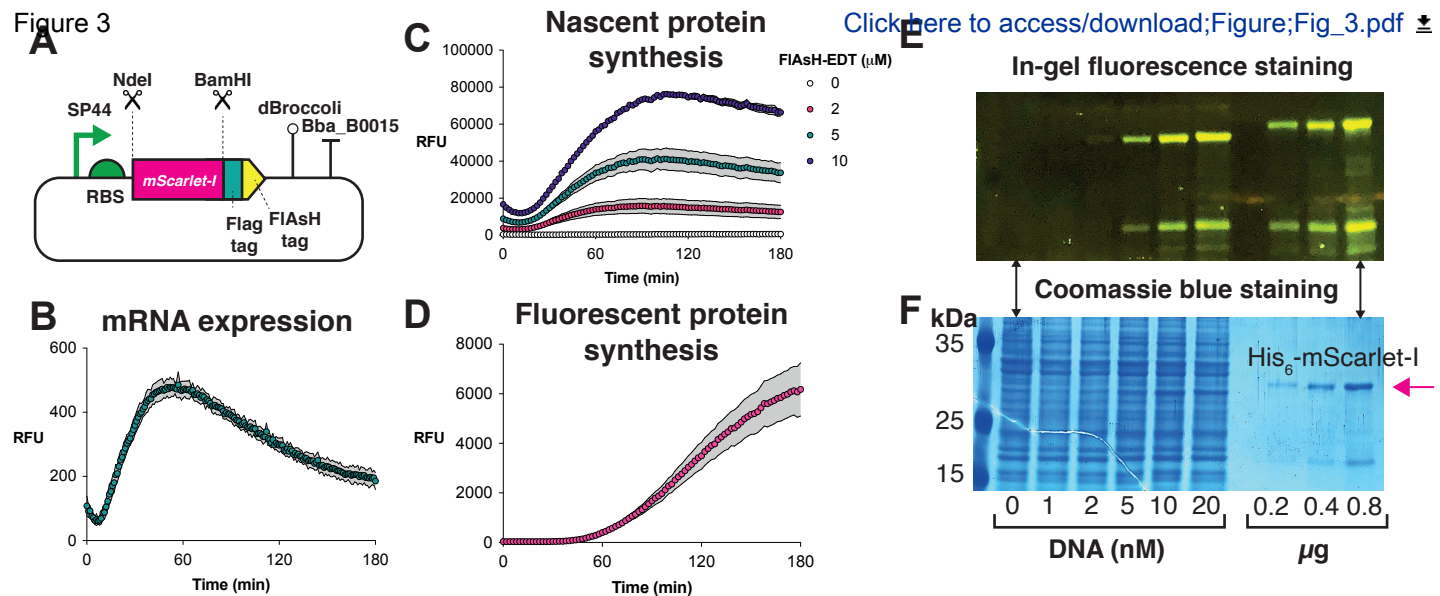 Figure 3
Click here to access/download;Figure;Fig_3.pdf
A
NdeI
BamHI
SP44
dBroccoli
Bba_B0015
mScarlet-I
RBS
Flag
tag
FlAsH
tag
B
mRNA expression
600
400
RFU
200
0
0
60
120
180
Time (min)
C
Nascent protein
synthesis
100000
80000
60000
RFU
40000
20000
0
0
60
120
180
Time (min)
FlAsH-EDT (μM)
0
2
5
10
D
Fluorescent protein
synthesis
8000
6000
RFU
4000
2000
0
0
60
120
180
Time (min)
E
In-gel fluorescence staining
Coomassie blue staining
F
kDa
35
25
15
His6-mScarlet-I
0 1 2 5 10 20
0.2 0.4 0.8
DNA (nM)
μg